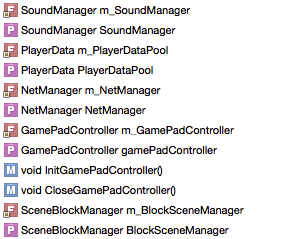 F SoundManager m_SoundManager
P SoundManager SoundManager
F PlayerData m_PlayerDataPool
P PlayerData PlayerDataPool
F NetManager m_NetManager
P NetManager NetManager
F GamePadController m_GamePadController
P GamePadController gamePadController
M void InitGamePadController()
M void CloseGamePadController()
F SceneBlockManager m_BlockSceneManager
P SceneBlockManager BlockSceneManager